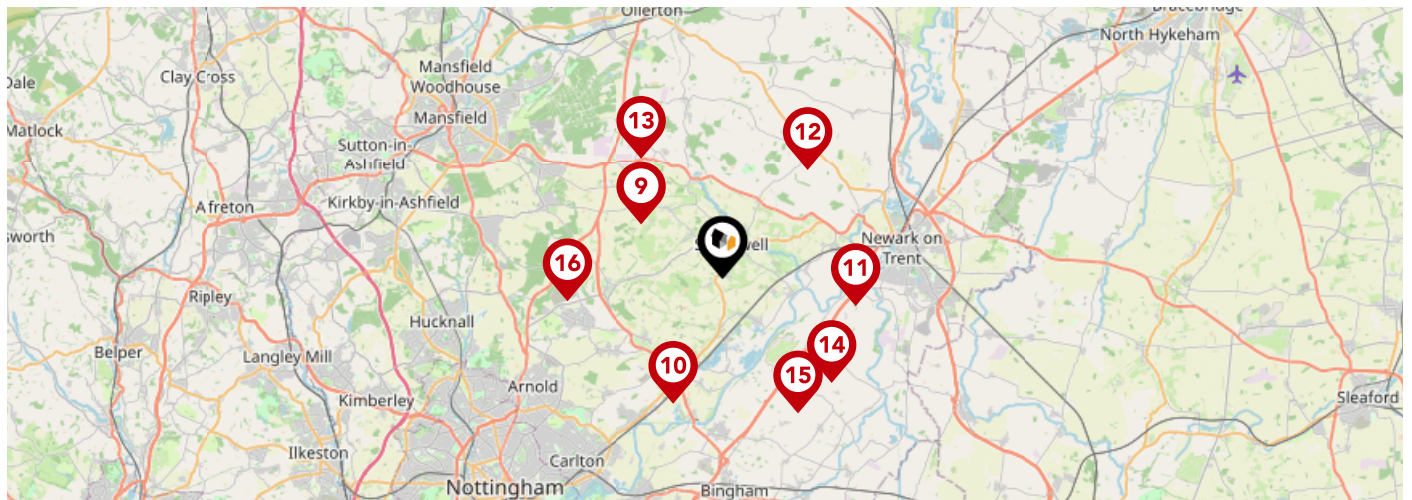 Ollerton
Bracebridge
North Hykeham
Clay Cross
Dale
Mansfield
Woodhouse
Mansfield
Matlock
13
12
Sutton-in-
Ashfield
9
Kirkby-in-Ashfield
Afreton
sworth
Newark on
Trent
16
11
Ripley
Hucknall
14
Belper
Langley Mill
10
15
Arnold
Kimberley
Sleaford
Ilkeston
Carlton
Nottingham
Bingham